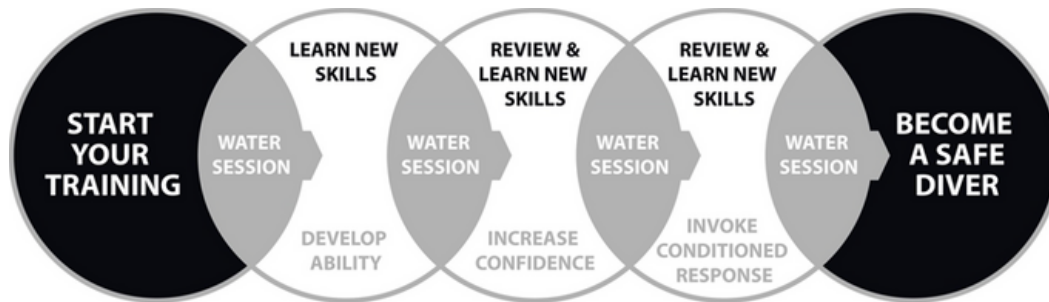 START
YOUR
TRAINING
WATER
SESSION
LEARN NEW
SKILLS
DEVELOP
ABILITY
WATER
SESSION
REVIEW &
LEARN NEW
SKILLS
INCREASE
CONFIDENCE
WATER
SESSION
REVIEW &
LEARN NEW
SKILLS
INVOKE
CONDITIONED
RESPONSE
WATER
SESSION
BECOME
A SAFE
DIVER